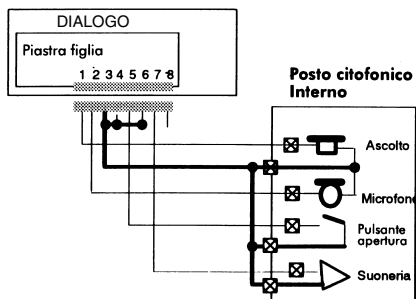 DIALOGO
Piastra figlia
1 2 3 4 5 6 7 8
Posto citofonico
Interno
Ascolto
Microfono
Pulsante
apertura
Suoneria